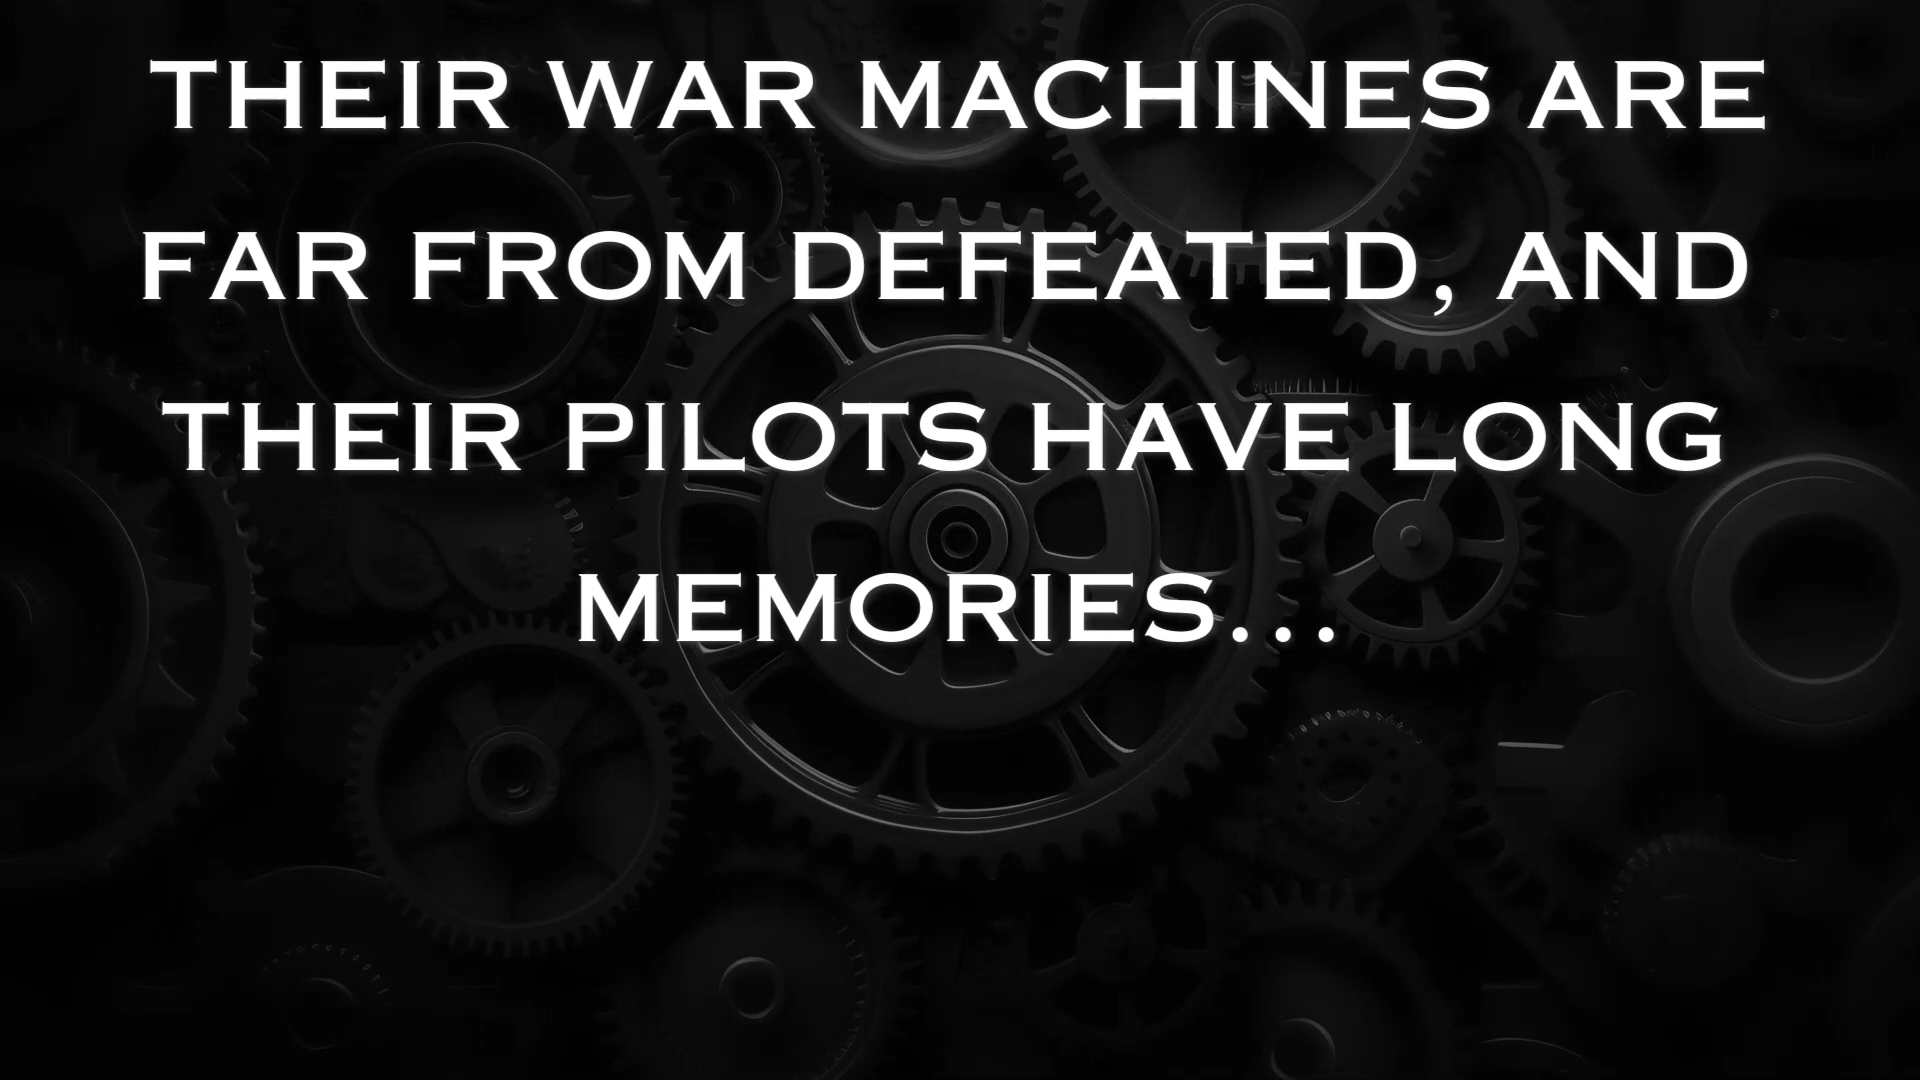 THEIR WAR MACHINES ARE
FAR FROM DEFEATED, AND
THEIR PILOTS HAVE LONG
MEMORIES...